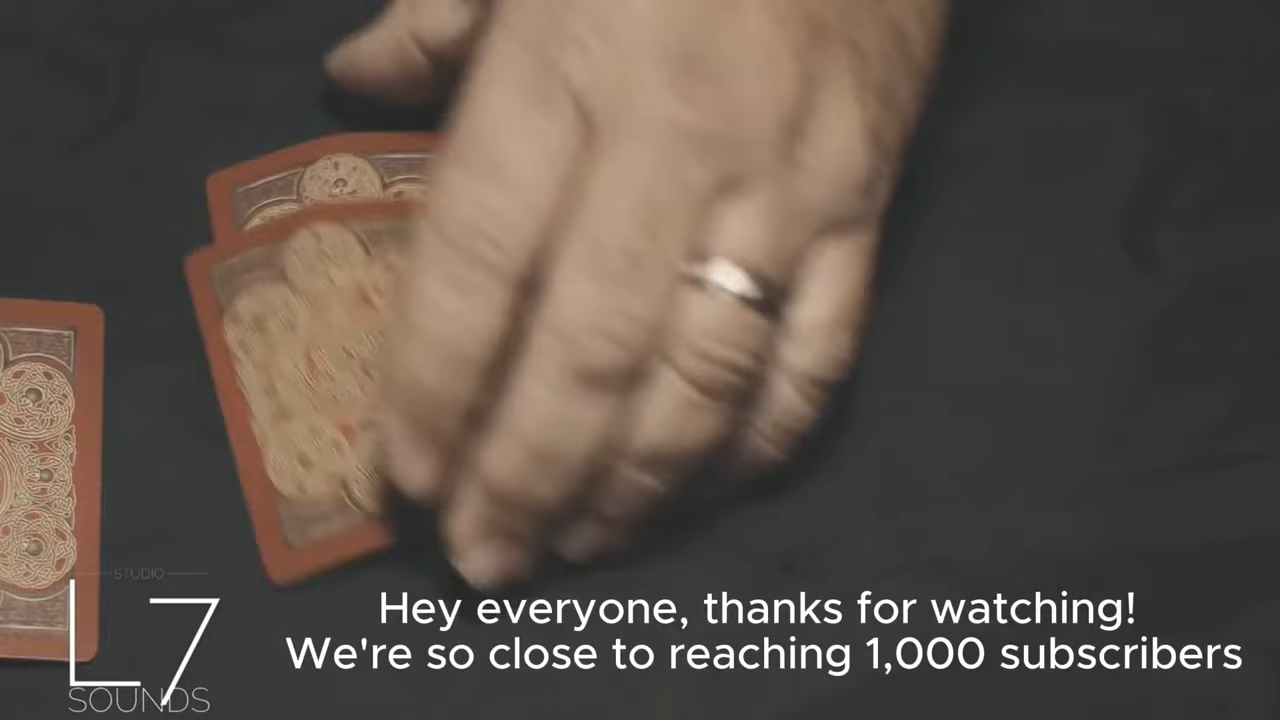 STUDIO
L7
SOUNDS
Hey everyone, thanks for watching!
We're so close to reaching 1,000 subscribers